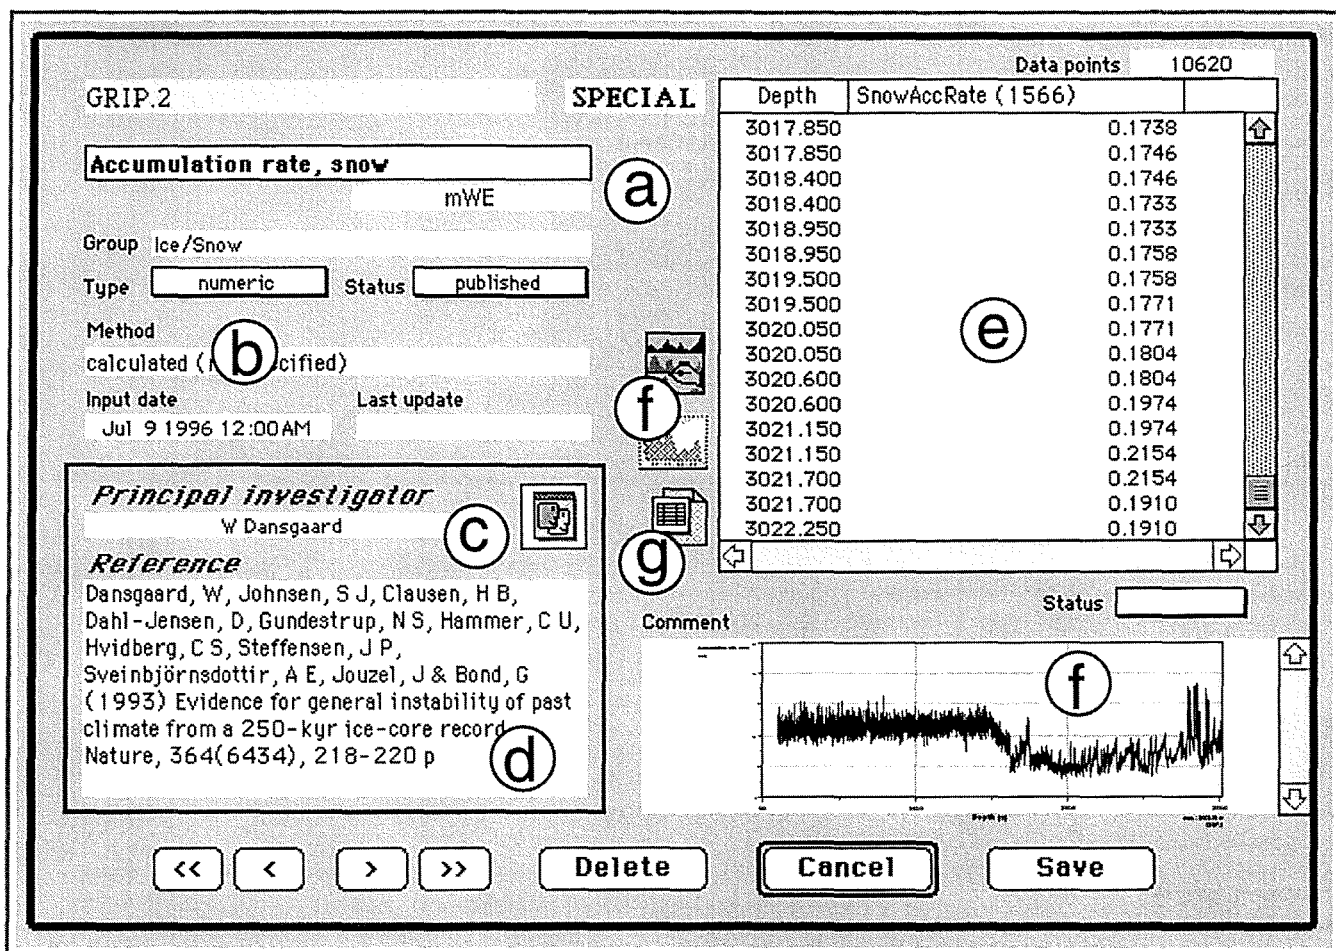 Data points 10620
GRIP.2 SPECIAL
Accumulation rate, snow
mWE
a
Group Ice/Snow
Type numeric Status published
Method
calculated ( cified)
b
Input date Last update
Jul 9 1996 12:00AM
Principal investigator
W Dansgaard
c
Reference
Dansgaard, W, Johnsen, S J, Clausen, H B,
Dahl-Jensen, D, Gundestrup, N S, Hammer, C U,
Hvidberg, C S, Steffensen, J P,
Sveinbjörnsdottir, A E, Jouzel, J & Bond, G
(1993) Evidence for general instability of past
climate from a 250-kyr ice-core record
Nature, 364(6434), 218-220 p
d
f
g
Depth SnowAccRate (1566)
3017.850 0.1738
3017.850 0.1746
3018.400 0.1746
3018.400 0.1733
3018.950 0.1733
3018.950 0.1758
3019.500 0.1758
3019.500 0.1771
3020.050 0.1771
3020.050 0.1804
3020.600 0.1804
3020.600 0.1974
3021.150 0.1974
3021.150 0.2154
3021.700 0.2154
3021.700 0.1910
3022.250 0.1910
e
Status
Comment
f
Depth [m]
<< < > >> Delete Cancel Save